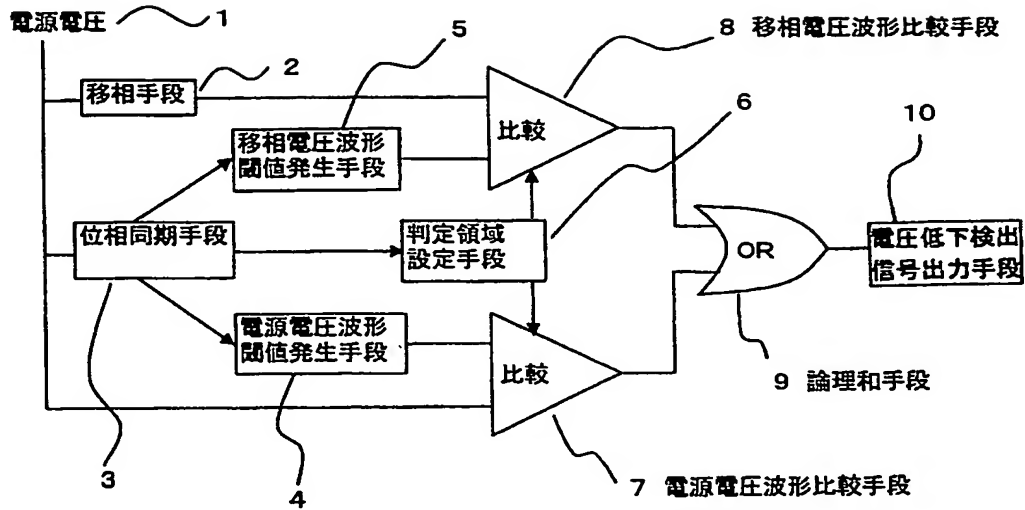 電源電圧 1
5
8 移相電圧波形比較手段
2
移相手段
6
比較
10
移相電圧波形
閾値発生手段
位相同期手段
判定領域
設定手段
OR
電圧低下検出
信号出力手段
電源電圧波形
閾値発生手段
比較
9 論理和手段
3
4
7 電源電圧波形比較手段